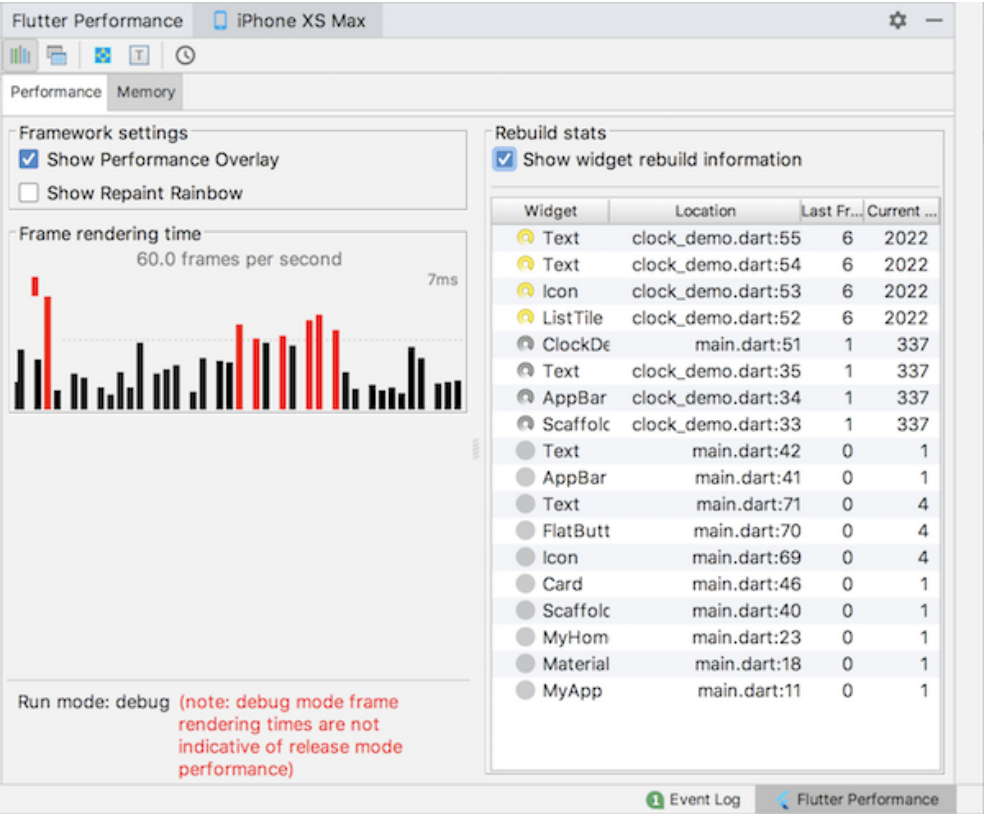 Flutter Performance iPhone XS Max
Performance Memory
Framework settings
Show Performance Overlay
Show Repaint Rainbow
Frame rendering time
60.0 frames per second
7ms
Run mode: debug (note: debug mode frame
rendering times are not
indicative of release mode
performance)
Rebuild stats
Show widget rebuild information
Widget Location Last Fr... Current ...
Text clock_demo.dart:55 6 2022
Text clock_demo.dart:54 6 2022
Icon clock_demo.dart:53 6 2022
ListTile clock_demo.dart:52 6 2022
ClockDe main.dart:51 1 337
Text clock_demo.dart:35 1 337
AppBar clock_demo.dart:34 1 337
Scaffolc clock_demo.dart:33 1 337
Text main.dart:42 0 1
AppBar main.dart:41 0 1
Text main.dart:71 0 4
FlatButt main.dart:70 0 4
Icon main.dart:69 0 4
Card main.dart:46 0 1
Scaffolc main.dart:40 0 1
MyHom main.dart:23 0 1
Material main.dart:18 0 1
MyApp main.dart:11 0 1
1 Event Log Flutter Performance